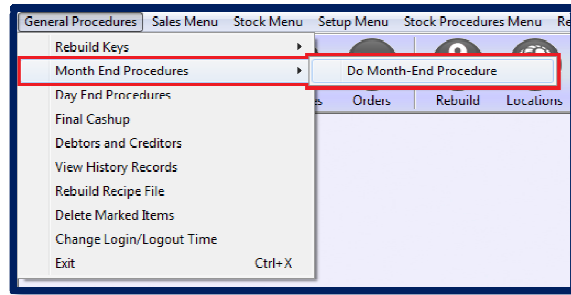 General Procedures Sales Menu Stock Menu Setup Menu Stock Procedures Menu
Rebuild Keys
Month End Procedures
Do Month-End Procedure
Day End Procedures
Orders Rebuild Locations
Final Cashup
Debtors and Creditors
View History Records
Rebuild Recipe File
Delete Marked Items
Change Login/Logout Time
Exit Ctrl+X